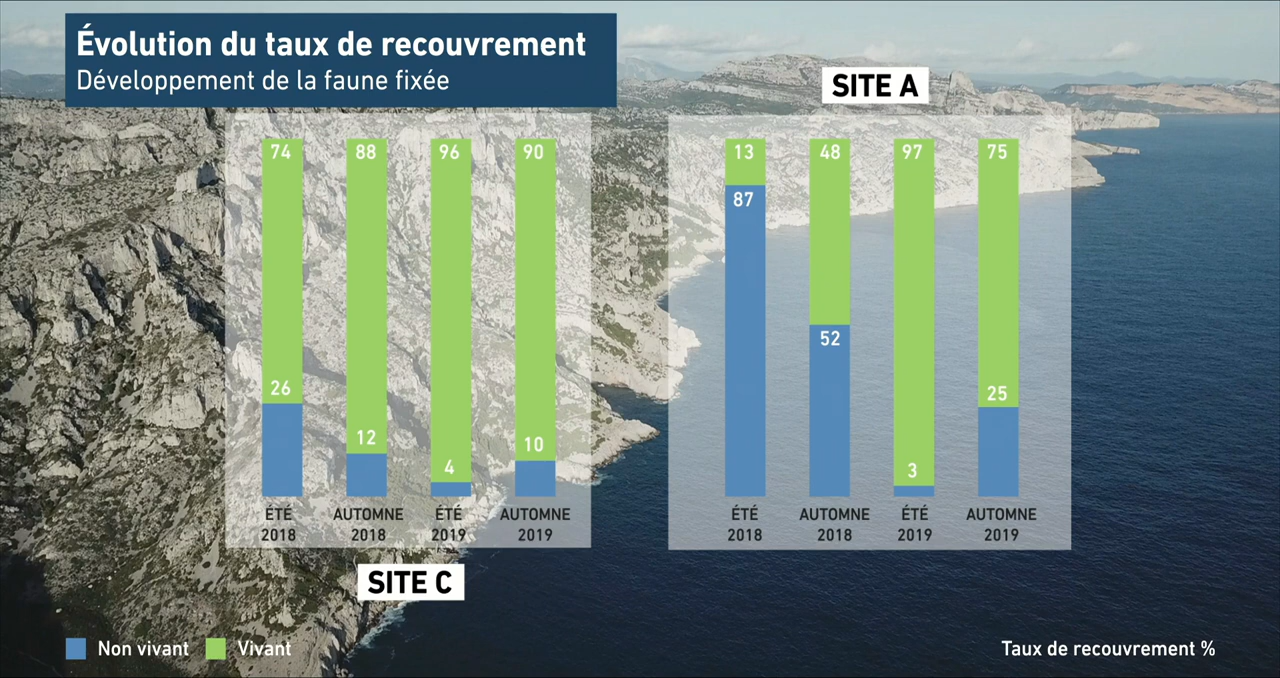 Évolution du taux de recouvrement
Développement de la faune fixée
SITE A
74 88 96 90
26 12 4 10
ÉTÉ AUTOMNE ÉTÉ AUTOMNE
2018 2018 2019 2019
SITE C
13 48 97 75
87 52 3 25
ÉTÉ AUTOMNE ÉTÉ AUTOMNE
2018 2018 2019 2019
Non vivant Vivant
Taux de recouvrement %